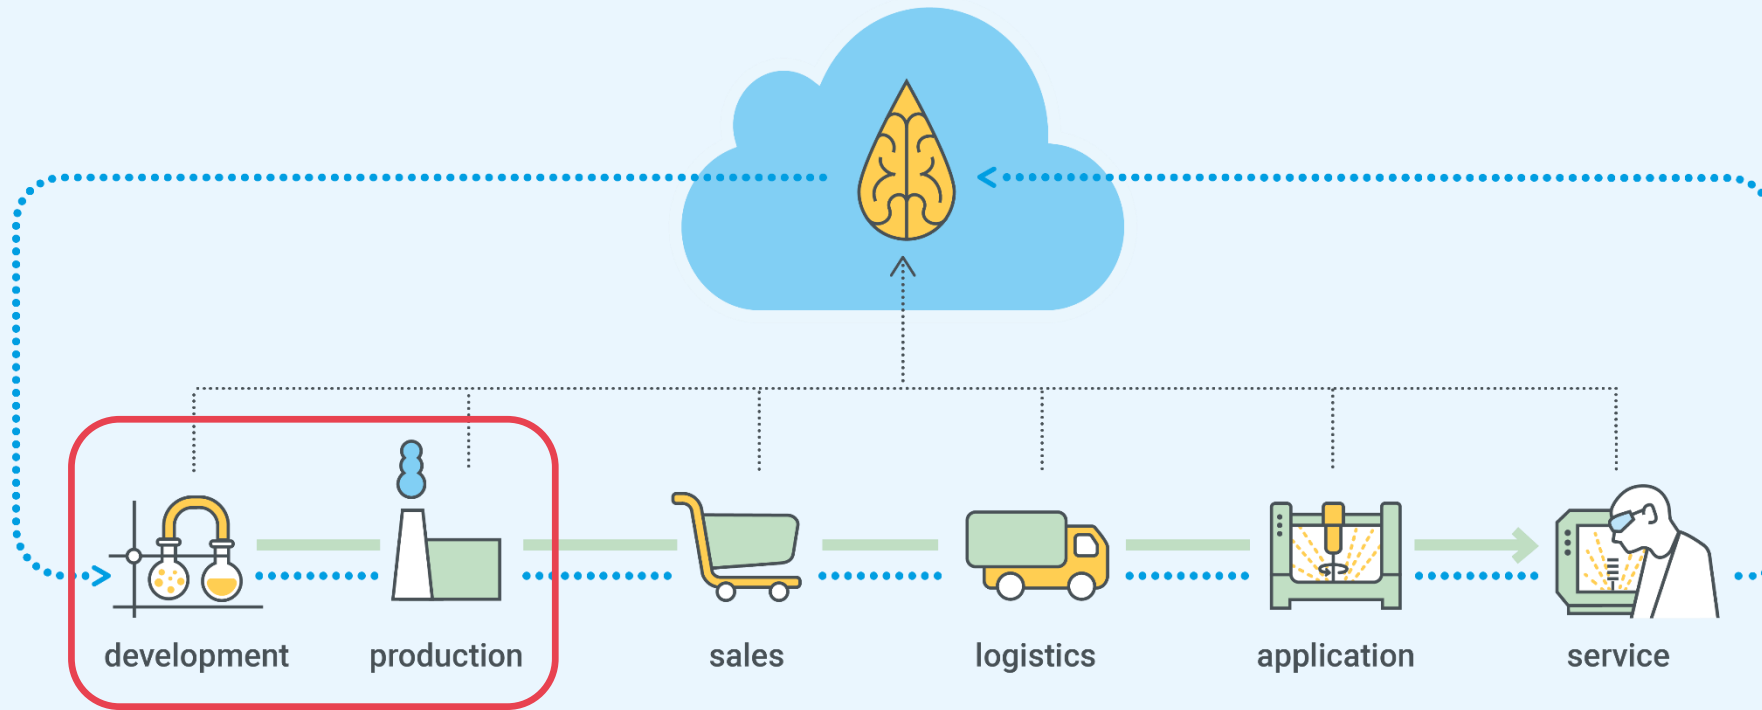 development
production
sales
logistics
application
service